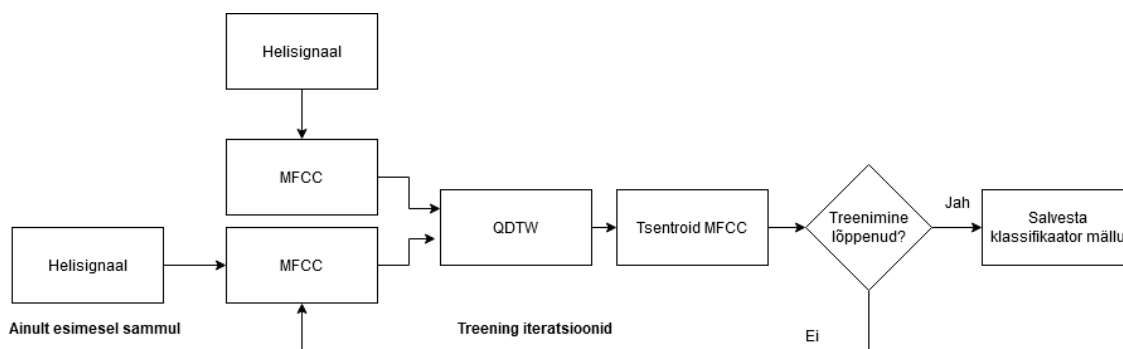 Helisignaal
MFCC
Helisignaal
MFCC
QDTW
Tsentroid MFCC
Treenimine
lõppenud?
Jah
Salvesta
klassifikaator mällu
Ainult esimesel sammul
Treening iteratsioonid
Ei